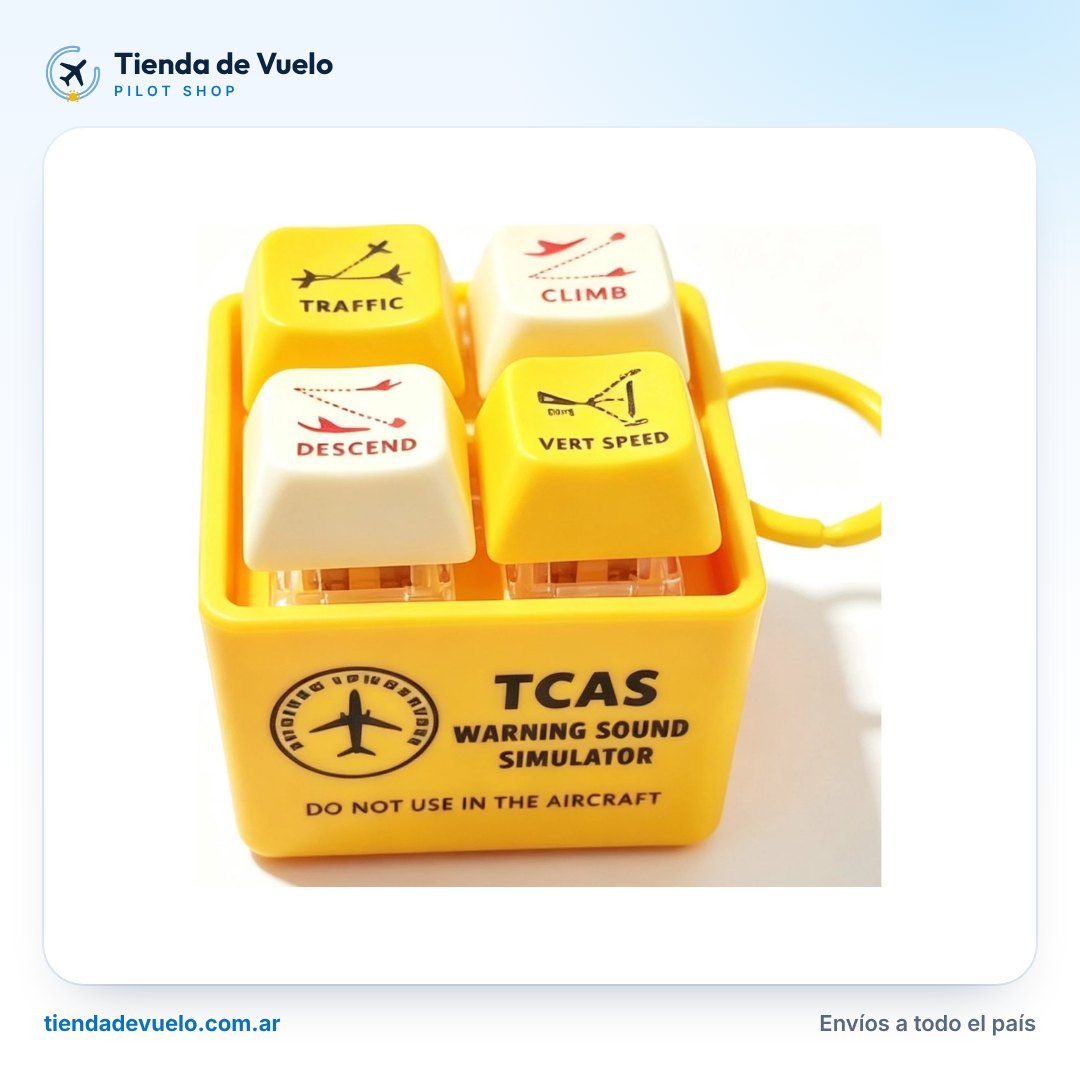 Tienda de Vuelo
PILOT SHOP
TRAFFIC
CLIMB
DESCEND
VERT SPEED
TCAS
WARNING SOUND
SIMULATOR
DO NOT USE IN THE AIRCRAFT
tiendadevuelo.com.ar
Envíos a todo el país